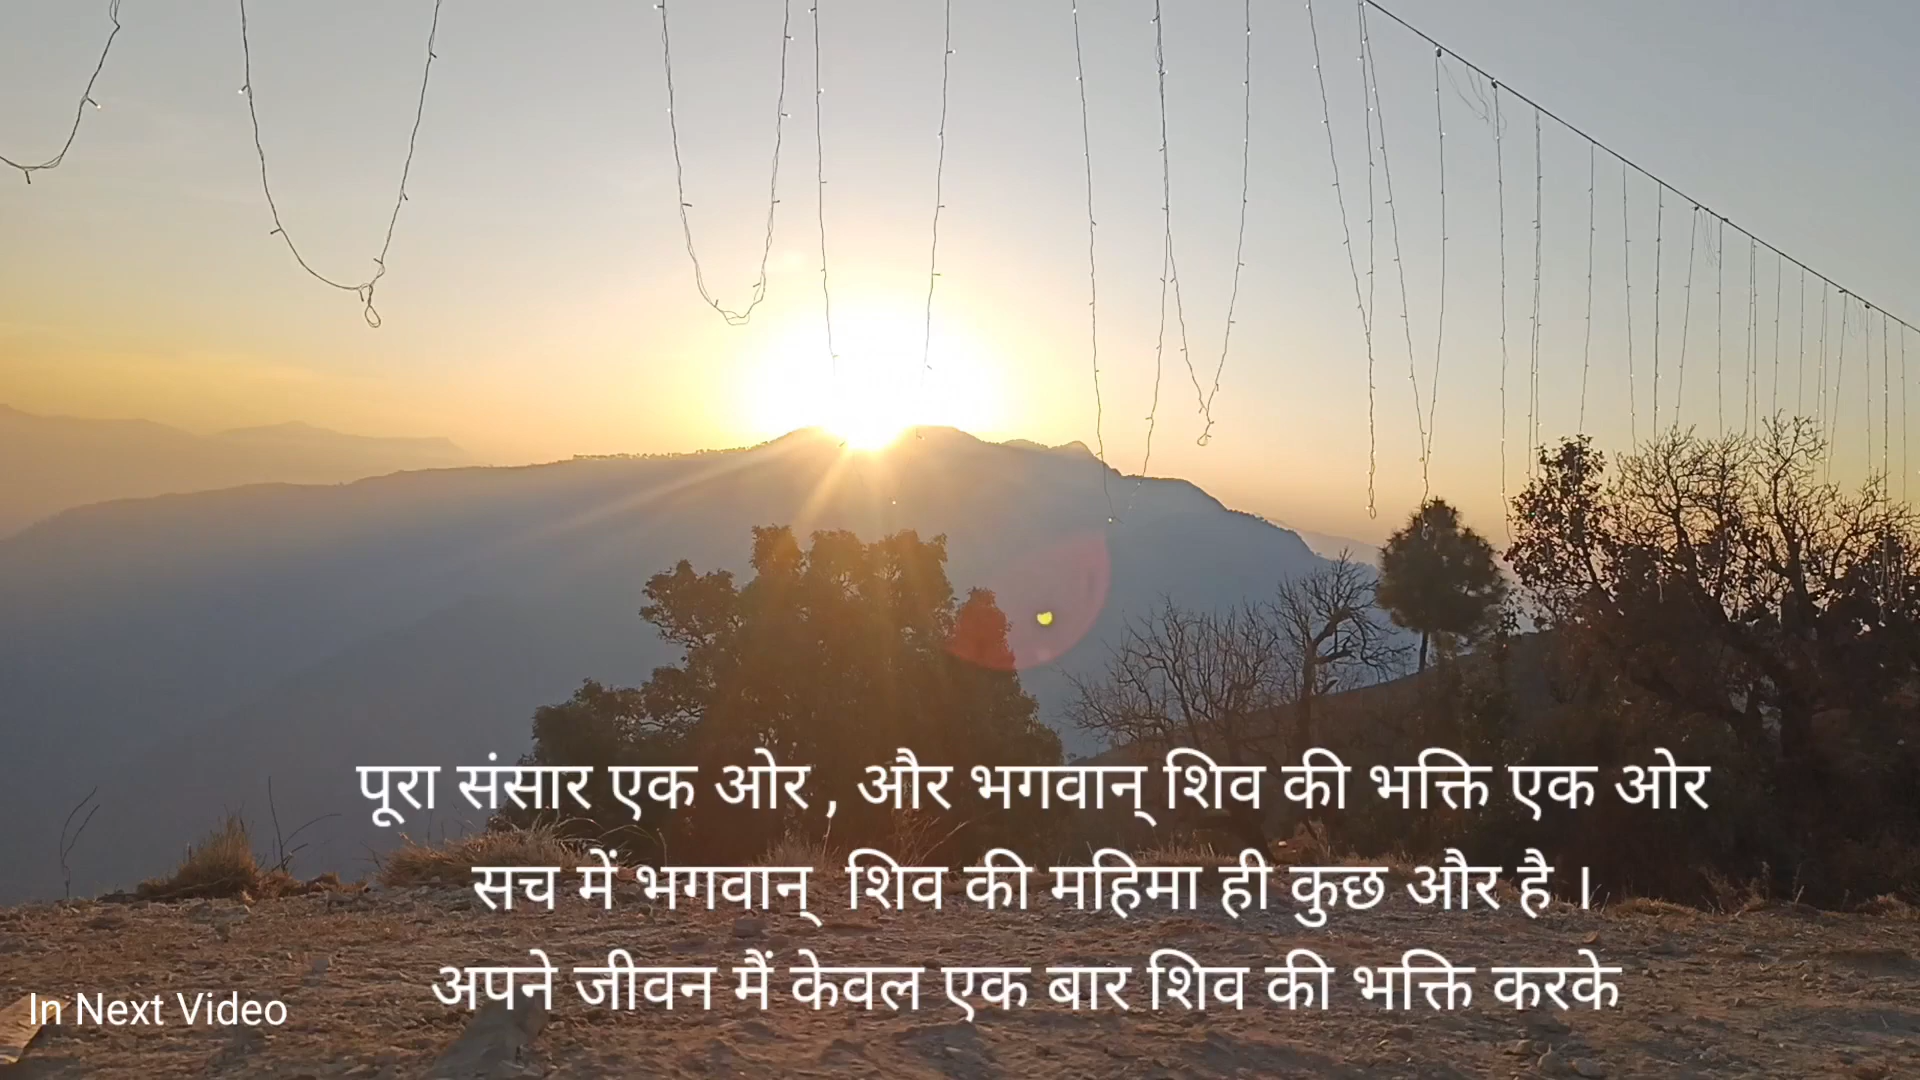 पूरा संसार एक ओर , और भगवान् शिव की भक्ति एक ओर
सच में भगवान्  शिव की महिमा ही कुछ और है ।
अपने जीवन मैं केवल एक बार शिव की भक्ति करके
In Next Video